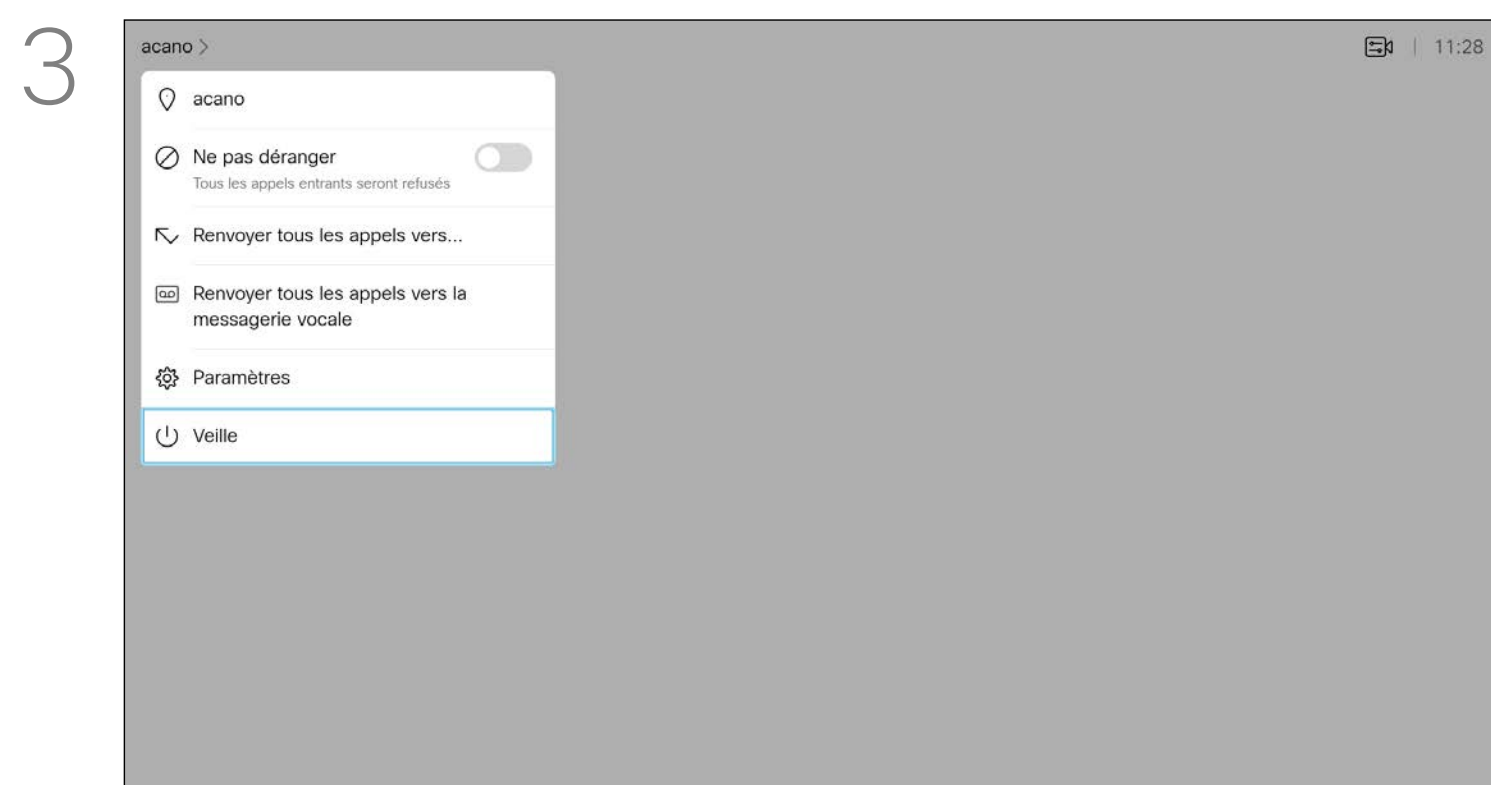 3
acano >
11:28
acano
Ne pas déranger
Tous les appels entrants seront refusés
Renvoyer tous les appels vers...
Renvoyer tous les appels vers la
messagerie vocale
Paramètres
Veille